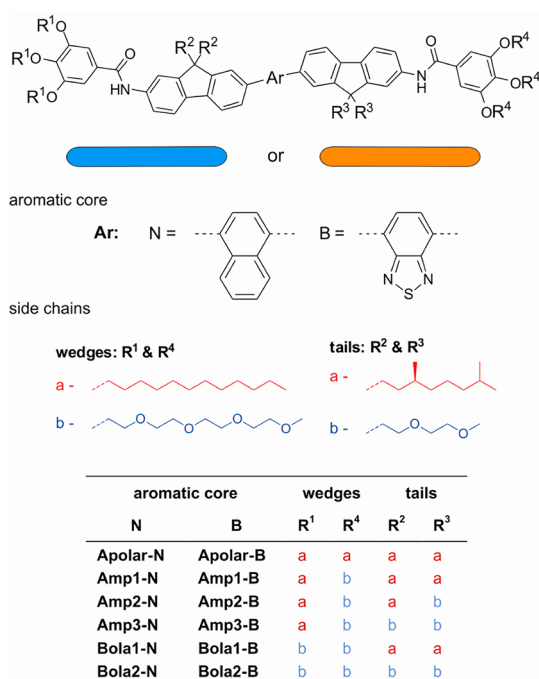 R¹O R² R² O OR⁴
R¹O O NH Ar NH OR⁴
R¹O R³ R³ OR⁴
or
aromatic core
Ar: N = B =
N N
S
side chains
wedges: R¹ & R⁴ tails: R² & R³
a - a -
b - O O O O b - O O
aromatic core wedges tails
N B R¹ R⁴ R² R³
Apolar-N Apolar-B a a a a
Amp1-N Amp1-B a b a a
Amp2-N Amp2-B a b a b
Amp3-N Amp3-B a b b b
Bola1-N Bola1-B b b a a
Bola2-N Bola2-B b b b b